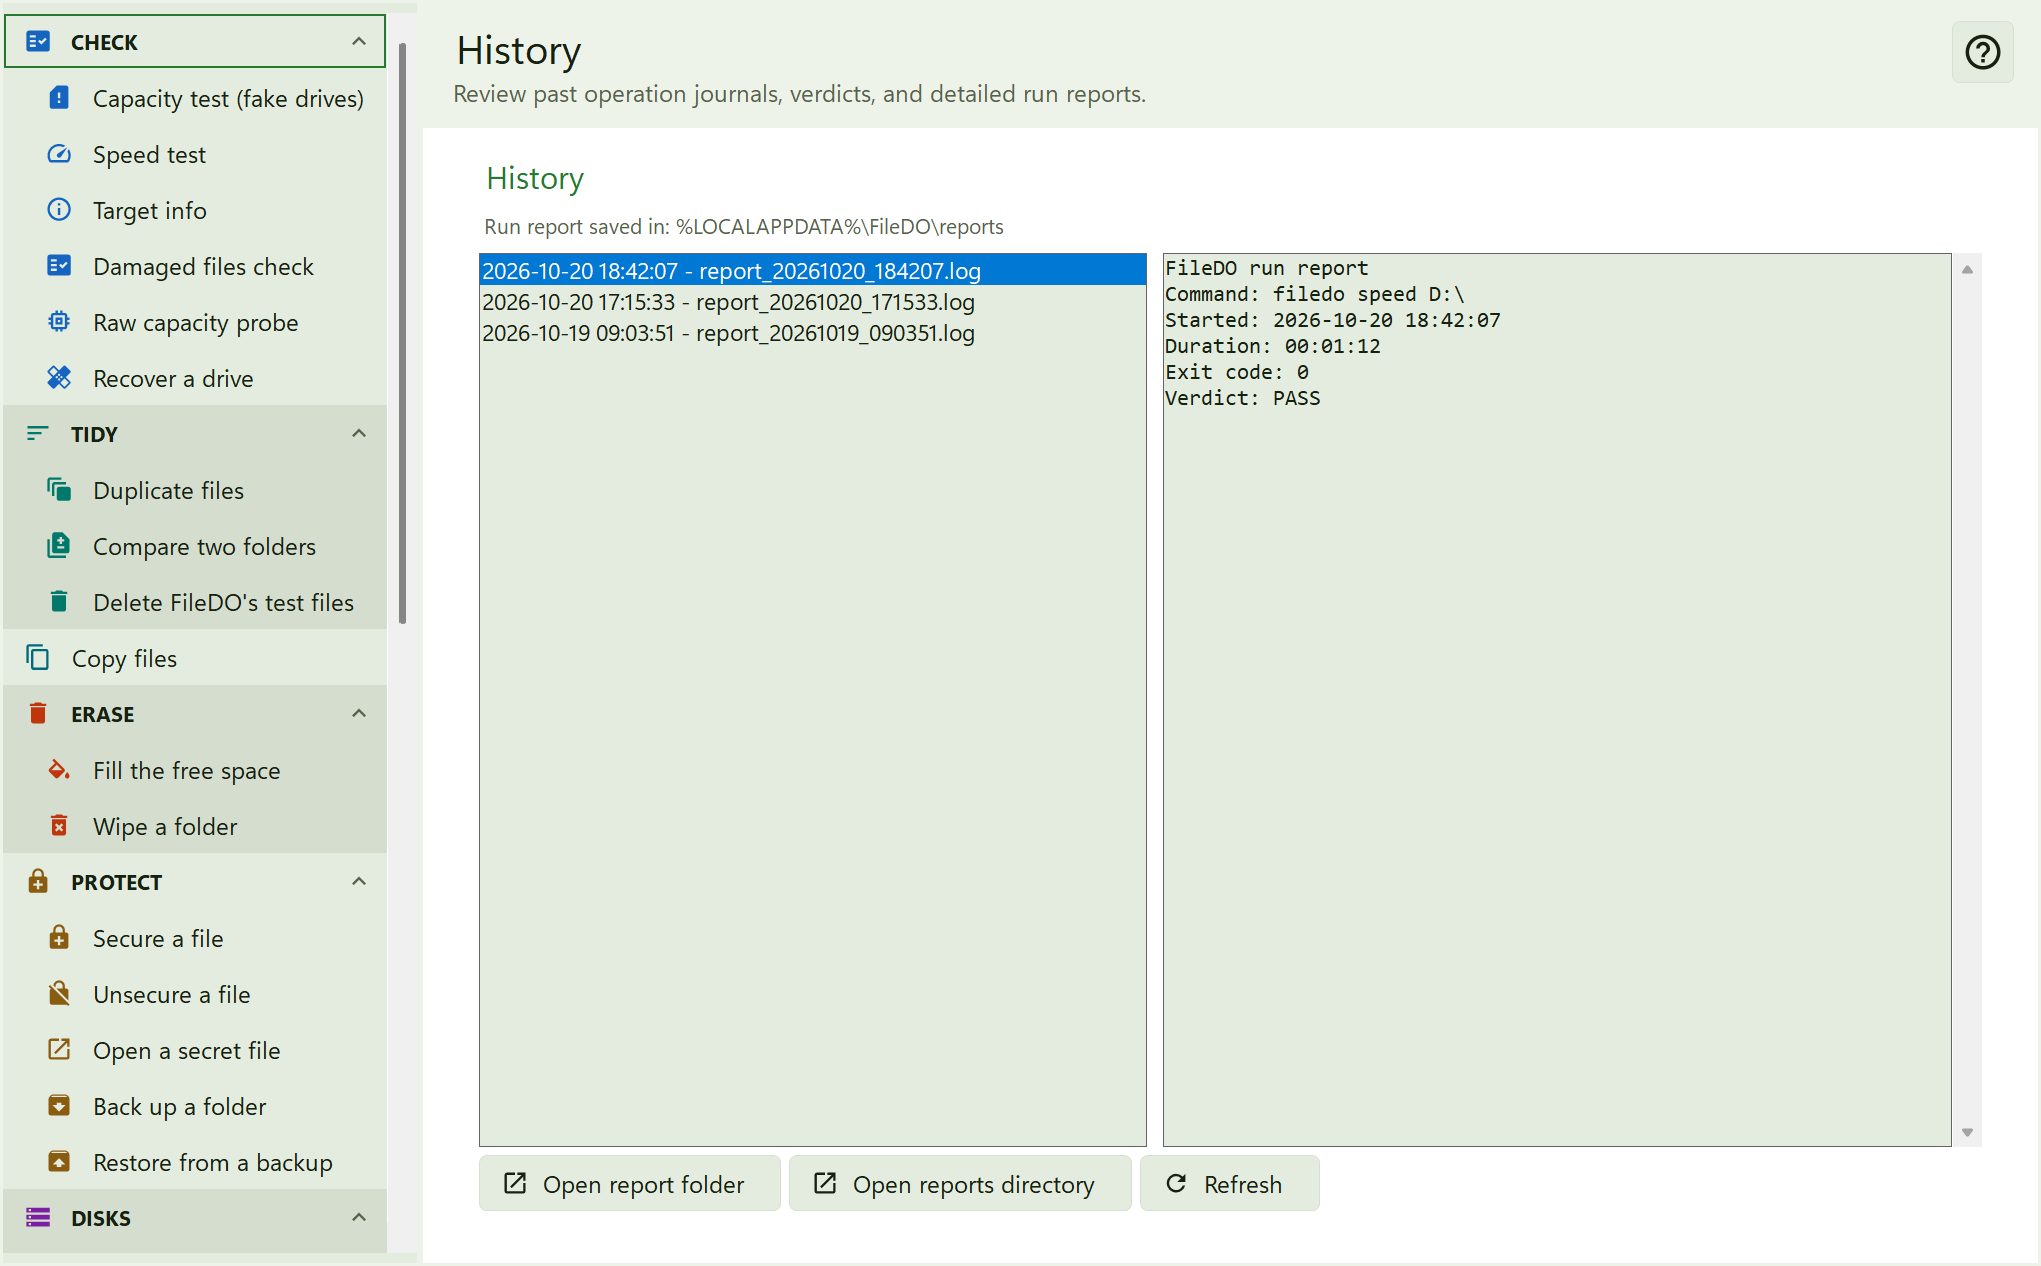 CHECK
Capacity test (fake drives)
Speed test
Target info
Damaged files check
Raw capacity probe
Recover a drive
TIDY
Duplicate files
Compare two folders
Delete FileDO's test files
Copy files
ERASE
Fill the free space
Wipe a folder
PROTECT
Secure a file
Unsecure a file
Open a secret file
Back up a folder
Restore from a backup
DISKS
History
Review past operation journals, verdicts, and detailed run reports.
History
Run report saved in: %LOCALAPPDATA%\FileDO\reports
2026-10-20 18:42:07 - report_20261020_184207.log
2026-10-20 17:15:33 - report_20261020_171533.log
2026-10-19 09:03:51 - report_20261019_090351.log
FileDO run report
Command: filedo speed D:\
Started: 2026-10-20 18:42:07
Duration: 00:01:12
Exit code: 0
Verdict: PASS
Open report folder
Open reports directory
Refresh